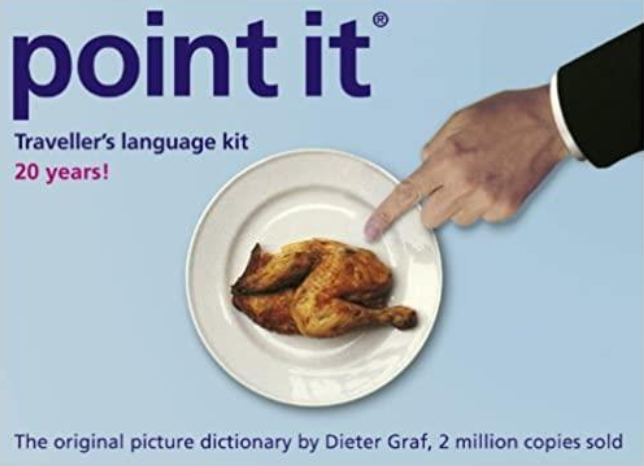 point it®
Traveller's language kit
20 years!
The original picture dictionary by Dieter Graf, 2 million copies sold